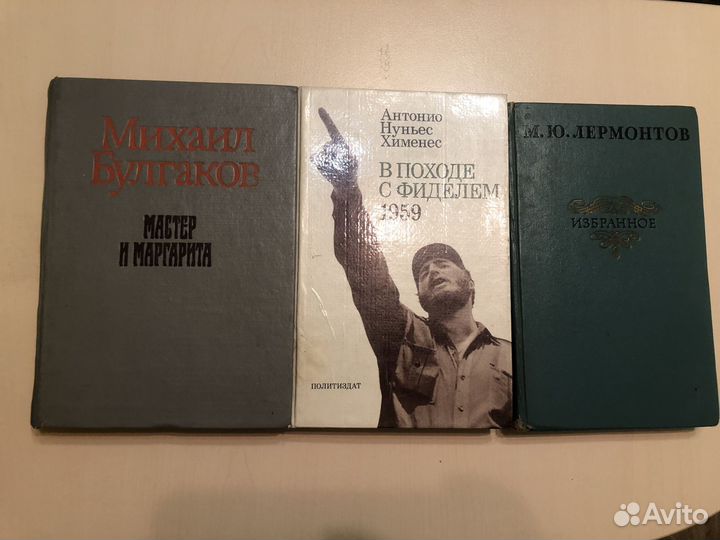 Михаил
Булгаков
МАСТЕР
И МАРГАРИТА
Антонио
Нуньес
Хименес
В ПОХОДЕ
С ФИДЕЛЕМ
1959
ПОЛИТИЗДАТ
М. Ю. ЛЕРМОНТОВ
ИЗБРАННОЕ
Avito